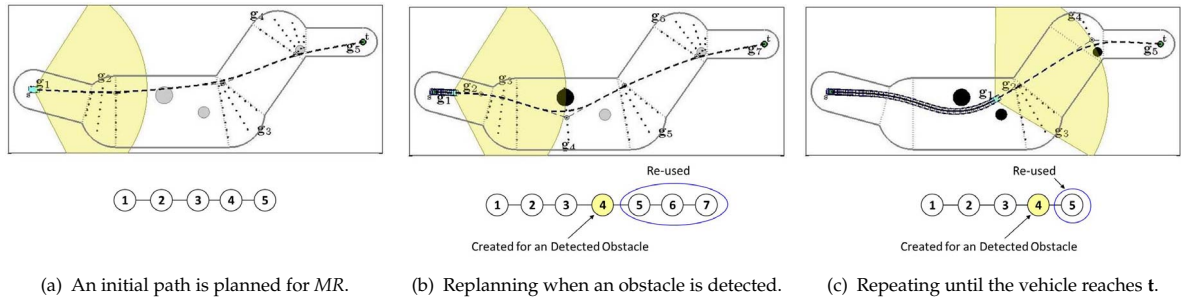 g1
s
g2
g3
g4
g5
t
g1
s
g2
g3
g4
g5
g6
g7
t
s
g1
g2
g3
g4
g5
t
1 2 3 4 5
Re-used
1 2 3 4 5 6 7
Created for an Detected Obstacle
Re-used
1 2 3 4 5
Created for an Detected Obstacle
(a) An initial path is planned for MR.
(b) Replanning when an obstacle is detected.
(c) Repeating until the vehicle reaches t.